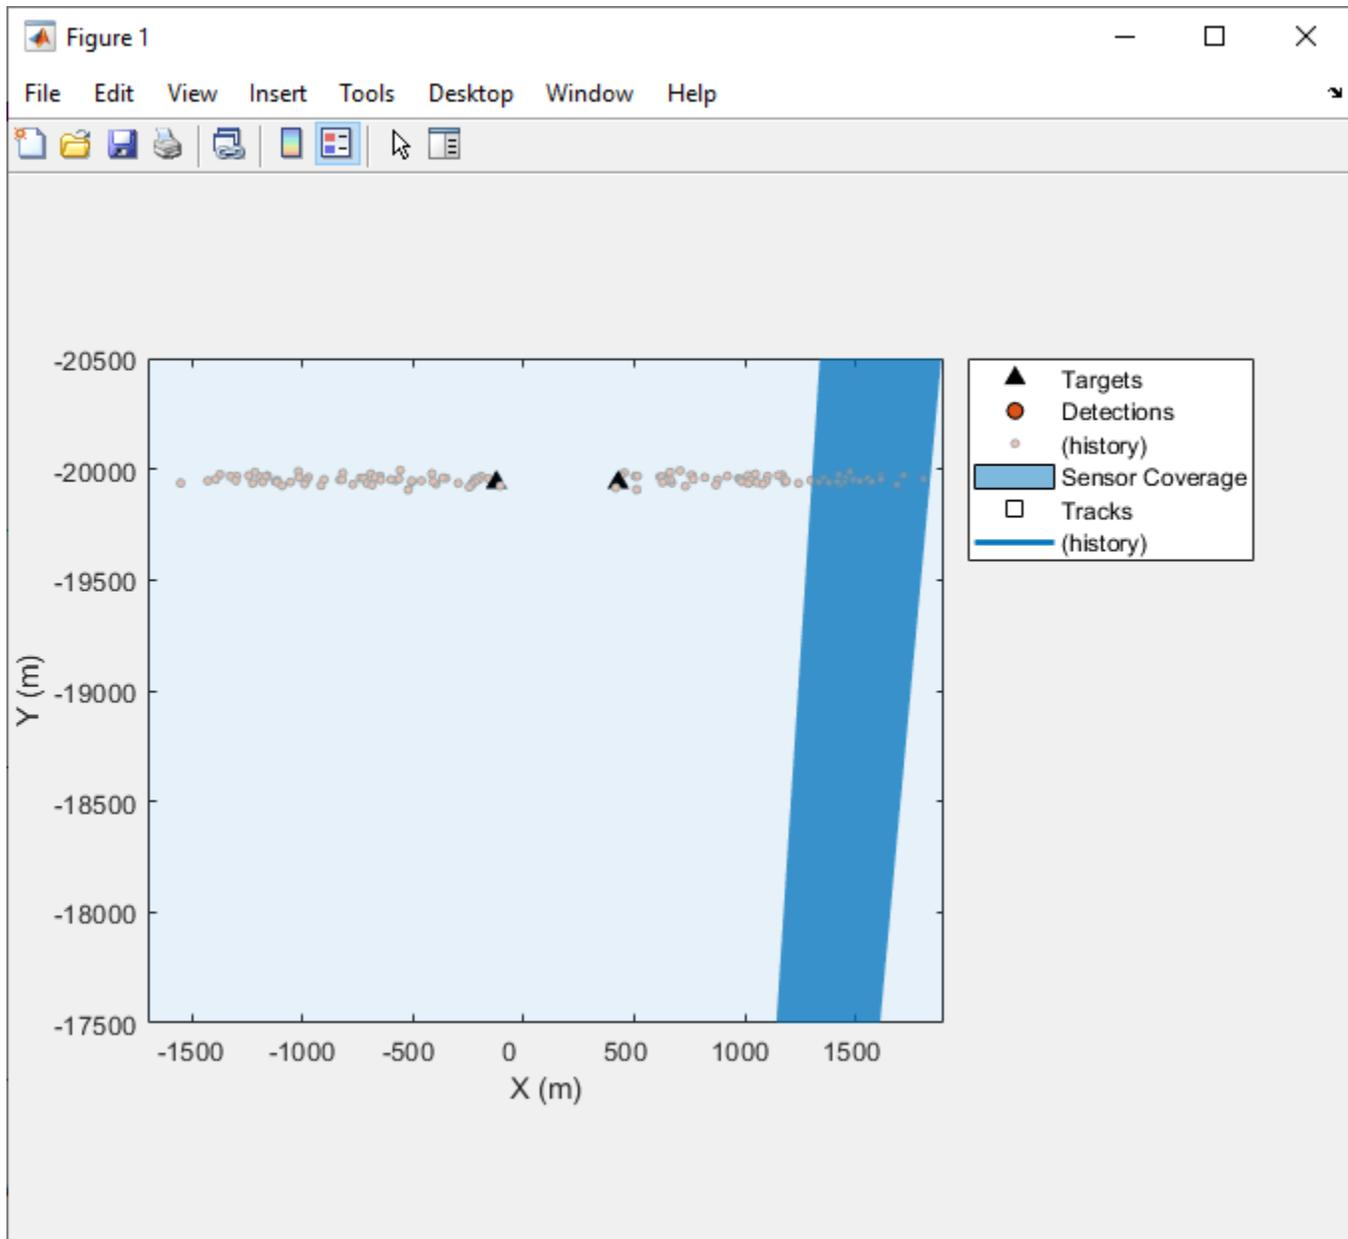 Figure 1
File Edit View Insert Tools Desktop Window Help
-20500
-20000
-19500
-19000
-18500
-18000
-17500
Y (m)
-1500 -1000 -500 0 500 1000 1500
X (m)
Targets
Detections
(history)
Sensor Coverage
Tracks
(history)